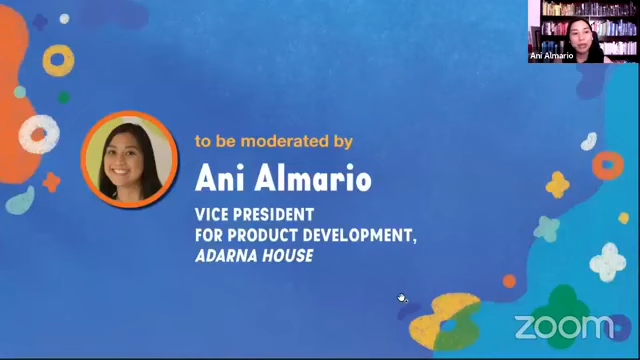 Ani Almario
to be moderated by
Ani Almario
VICE PRESIDENT
FOR PRODUCT DEVELOPMENT,
ADARNA HOUSE
zoom